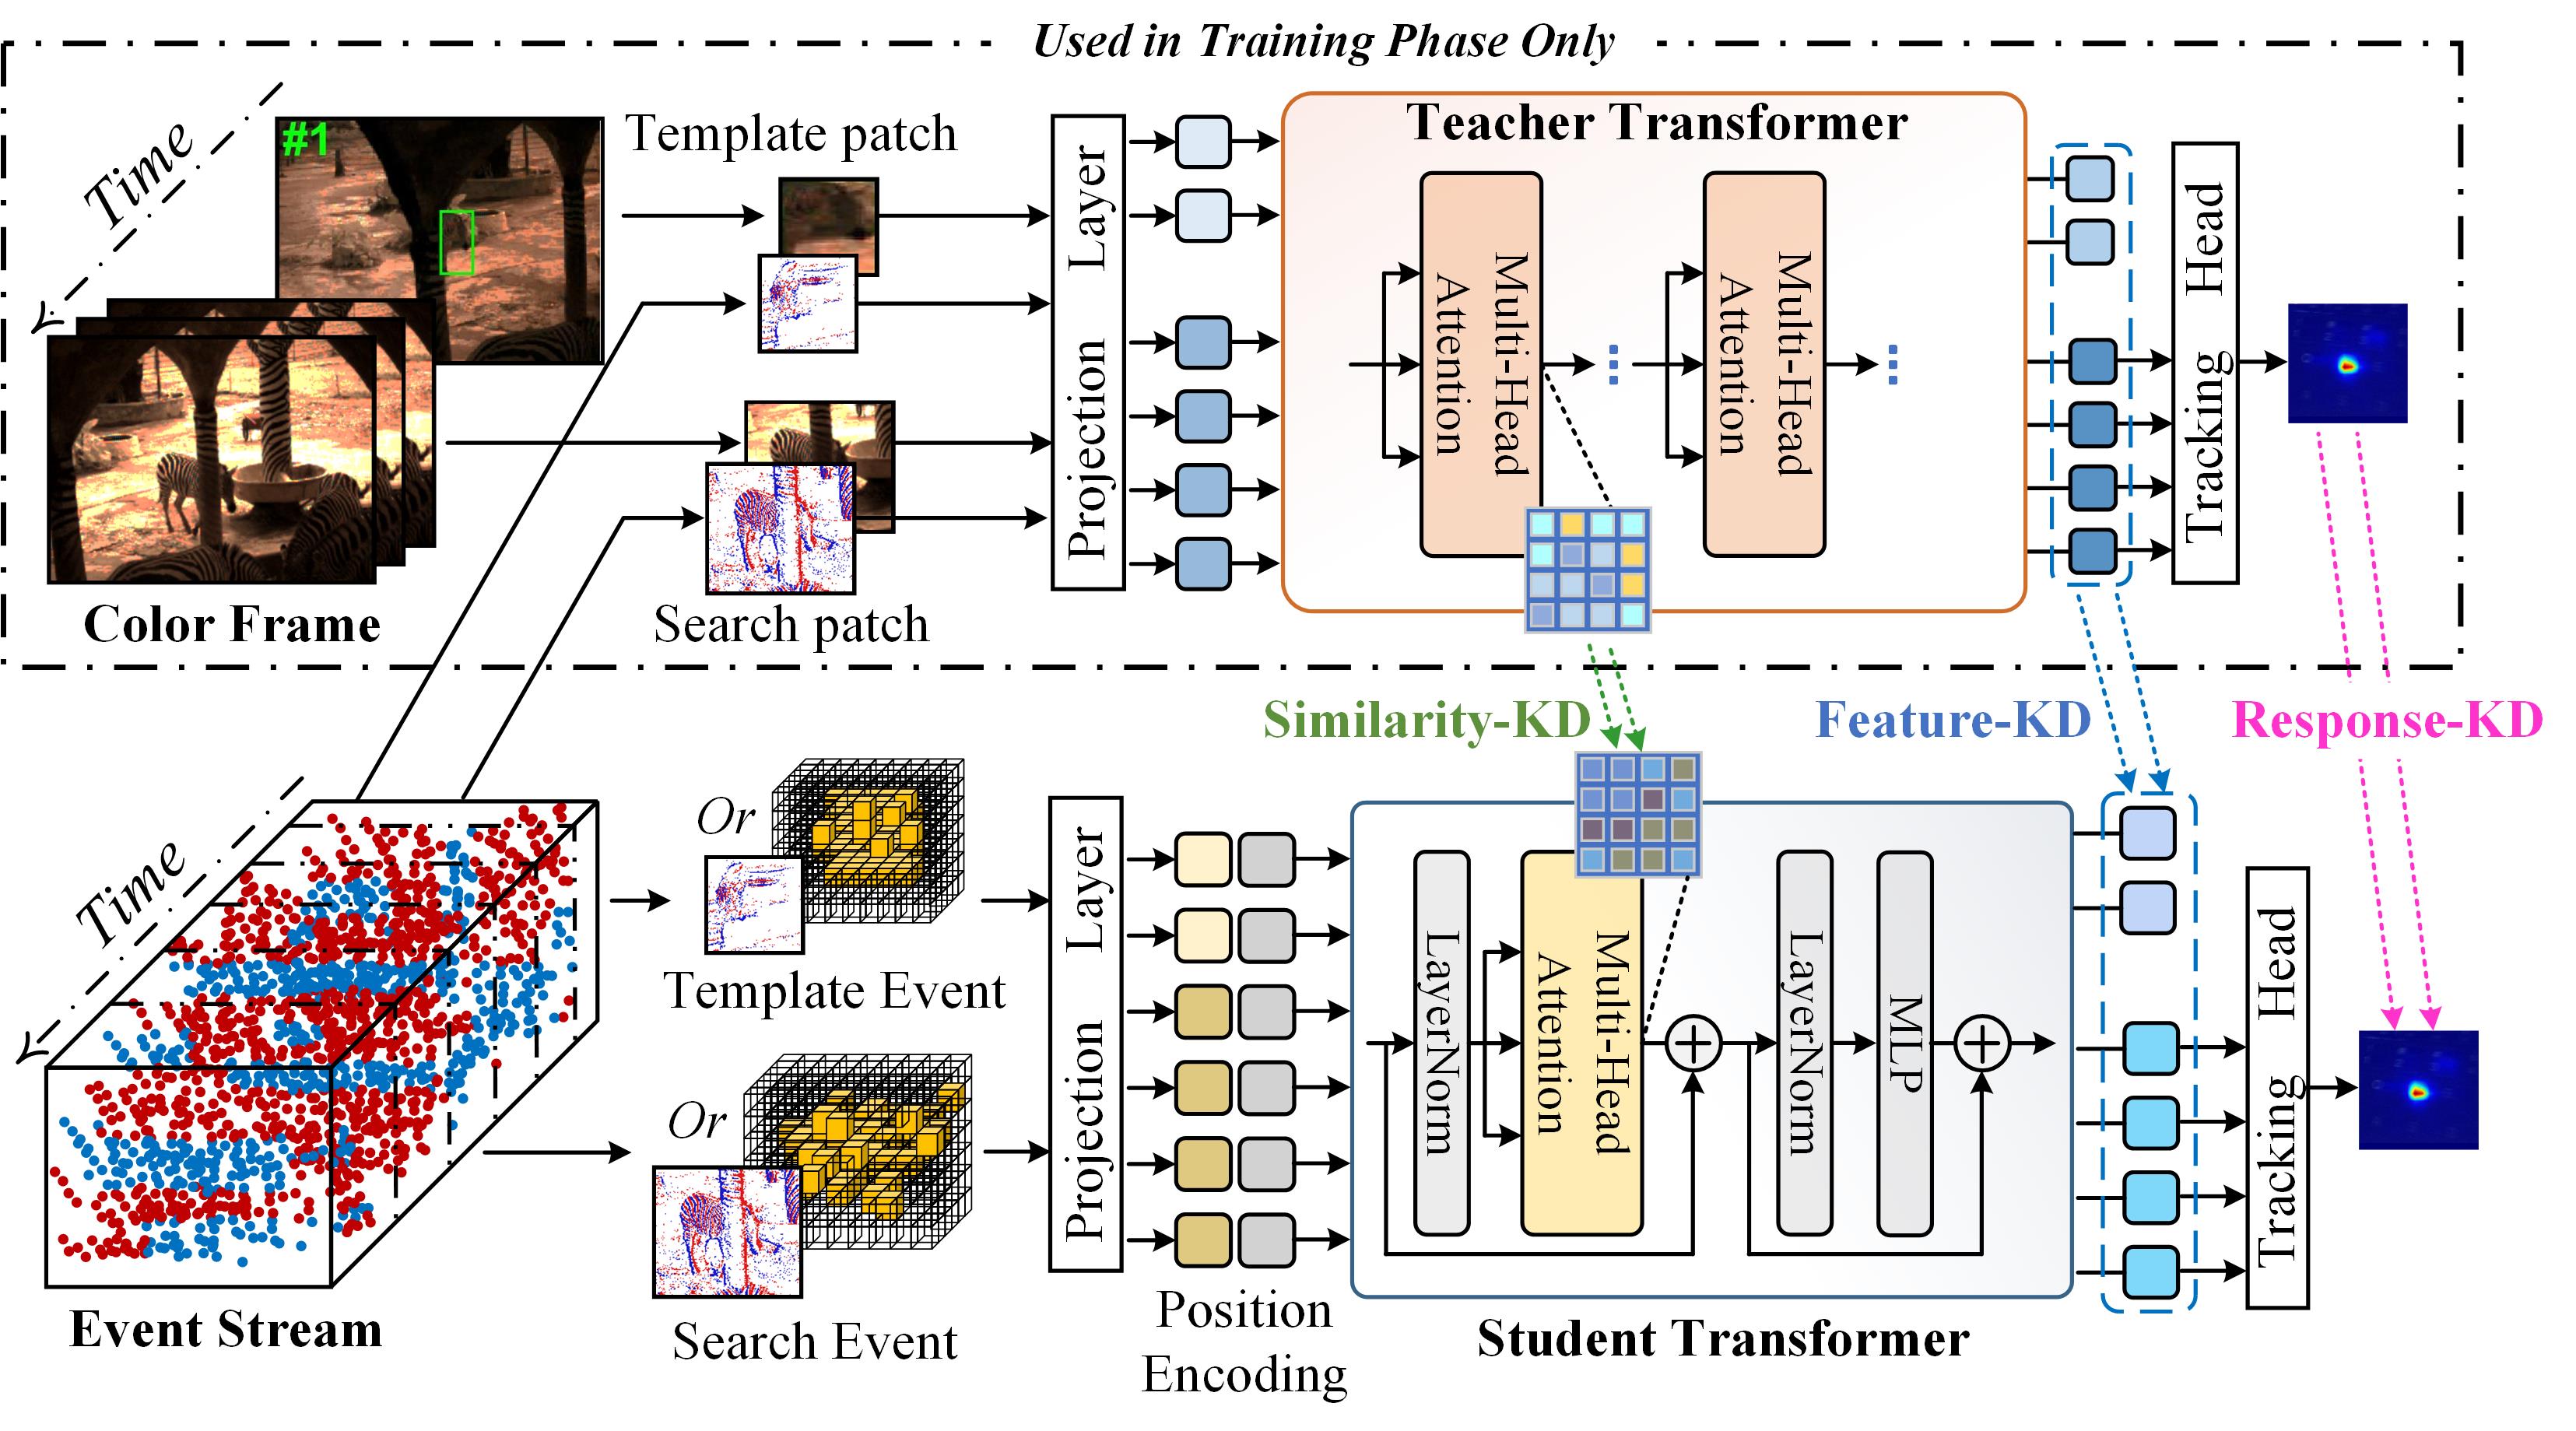 Used in Training Phase Only
Time
#1
Template patch
Search patch
Color Frame
Projection Layer
Teacher Transformer
Multi-Head
Attention
Multi-Head
Attention
Tracking Head
Similarity-KD
Feature-KD
Response-KD
Time
Event Stream
Or
Template Event
Or
Search Event
Projection Layer
Position
Encoding
LayerNorm
Multi-Head
Attention
LayerNorm
MLP
Student Transformer
Tracking Head